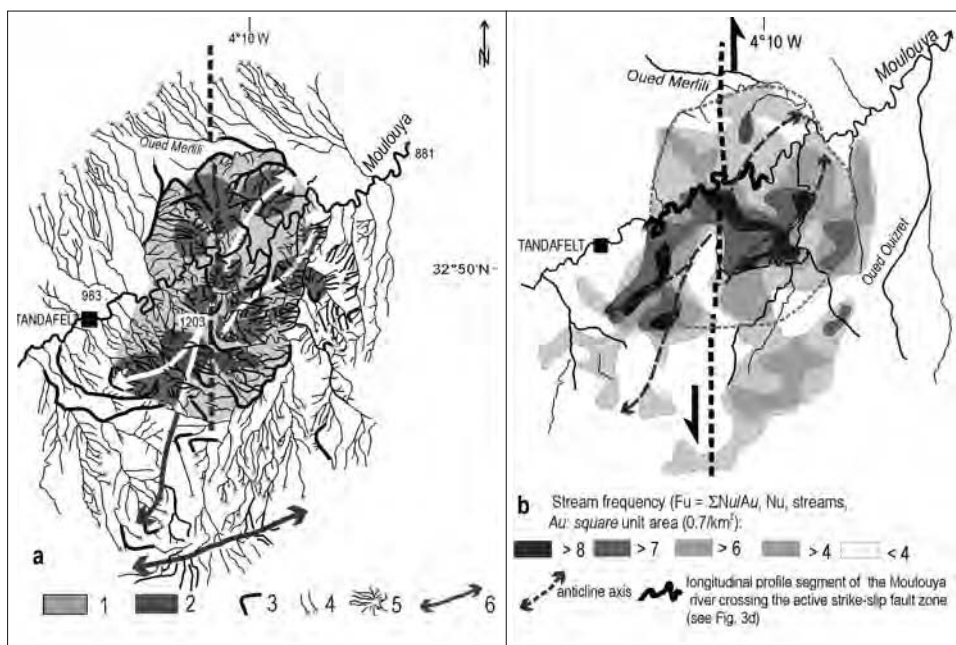 4°10 W
N
Oued Merfili
Moulouya
881
32°50'N
983
TANDAFELT
1203
a
1
2
3
4
5
6
4°10 W
Oued Merfili
Moulouya
TANDAFELT
Oued Ouizret
b Stream frequency (Fu = ΣNu/Au, Nu, streams,
Au: square unit area (0.7/km²):
> 8
> 7
> 6
> 4
< 4
anticline axis
longitudinal profile segment of the Moulouya
river crossing the active strike-slip fault zone
(see Fig. 3d)